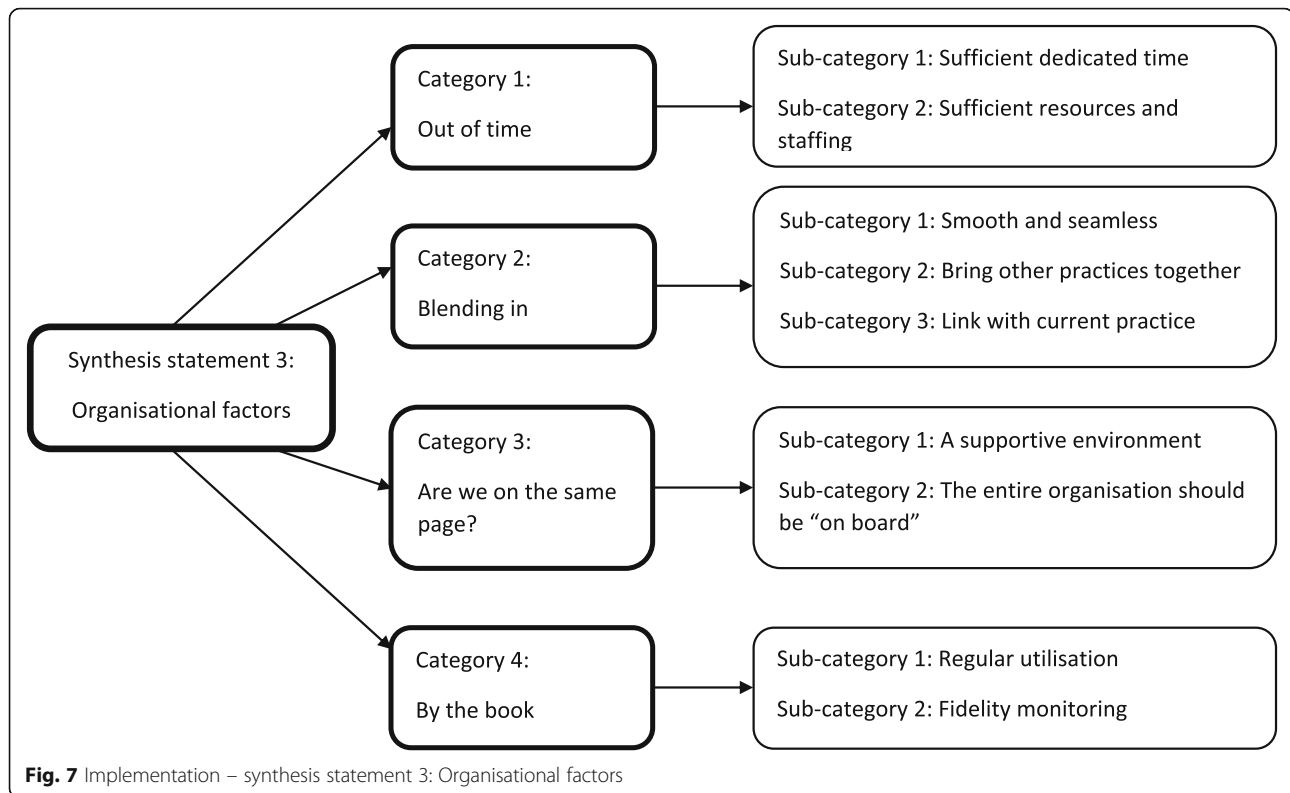 Category 1:
Out of time
Sub-category 1: Sufficient dedicated time
Sub-category 2: Sufficient resources and
staffing
Category 2:
Blending in
Sub-category 1: Smooth and seamless
Sub-category 2: Bring other practices together
Sub-category 3: Link with current practice
Synthesis statement 3:
Organisational factors
Category 3:
Are we on the same
page?
Sub-category 1: A supportive environment
Sub-category 2: The entire organisation should
be “on board”
Category 4:
By the book
Sub-category 1: Regular utilisation
Sub-category 2: Fidelity monitoring
Fig. 7 Implementation – synthesis statement 3: Organisational factors